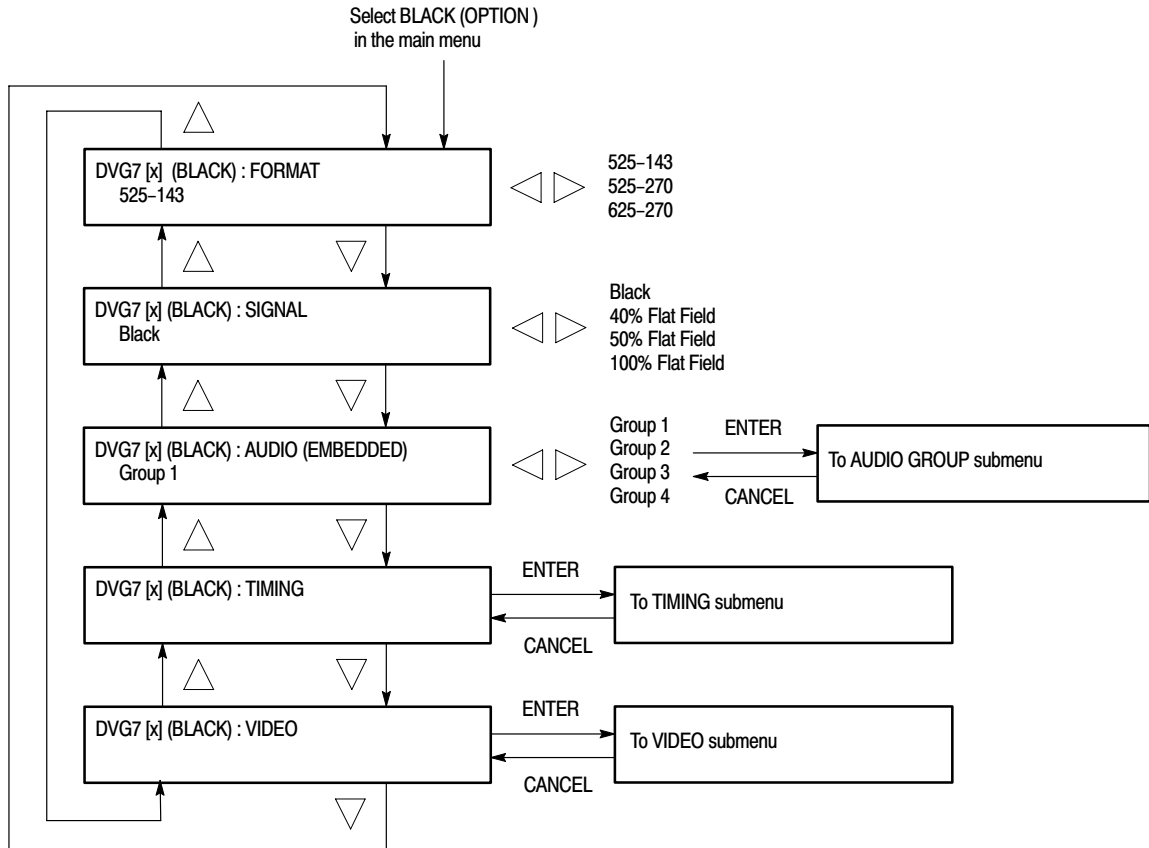 Select BLACK (OPTION )
in the main menu
DVG7 [x] (BLACK) : FORMAT
525–143
525–143
525–270
625–270
DVG7 [x] (BLACK) : SIGNAL
Black
Black
40% Flat Field
50% Flat Field
100% Flat Field
DVG7 [x] (BLACK) : AUDIO (EMBEDDED)
Group 1
Group 1
Group 2
Group 3
Group 4
ENTER
CANCEL
To AUDIO GROUP submenu
DVG7 [x] (BLACK) : TIMING
ENTER
CANCEL
To TIMING submenu
DVG7 [x] (BLACK) : VIDEO
ENTER
CANCEL
To VIDEO submenu